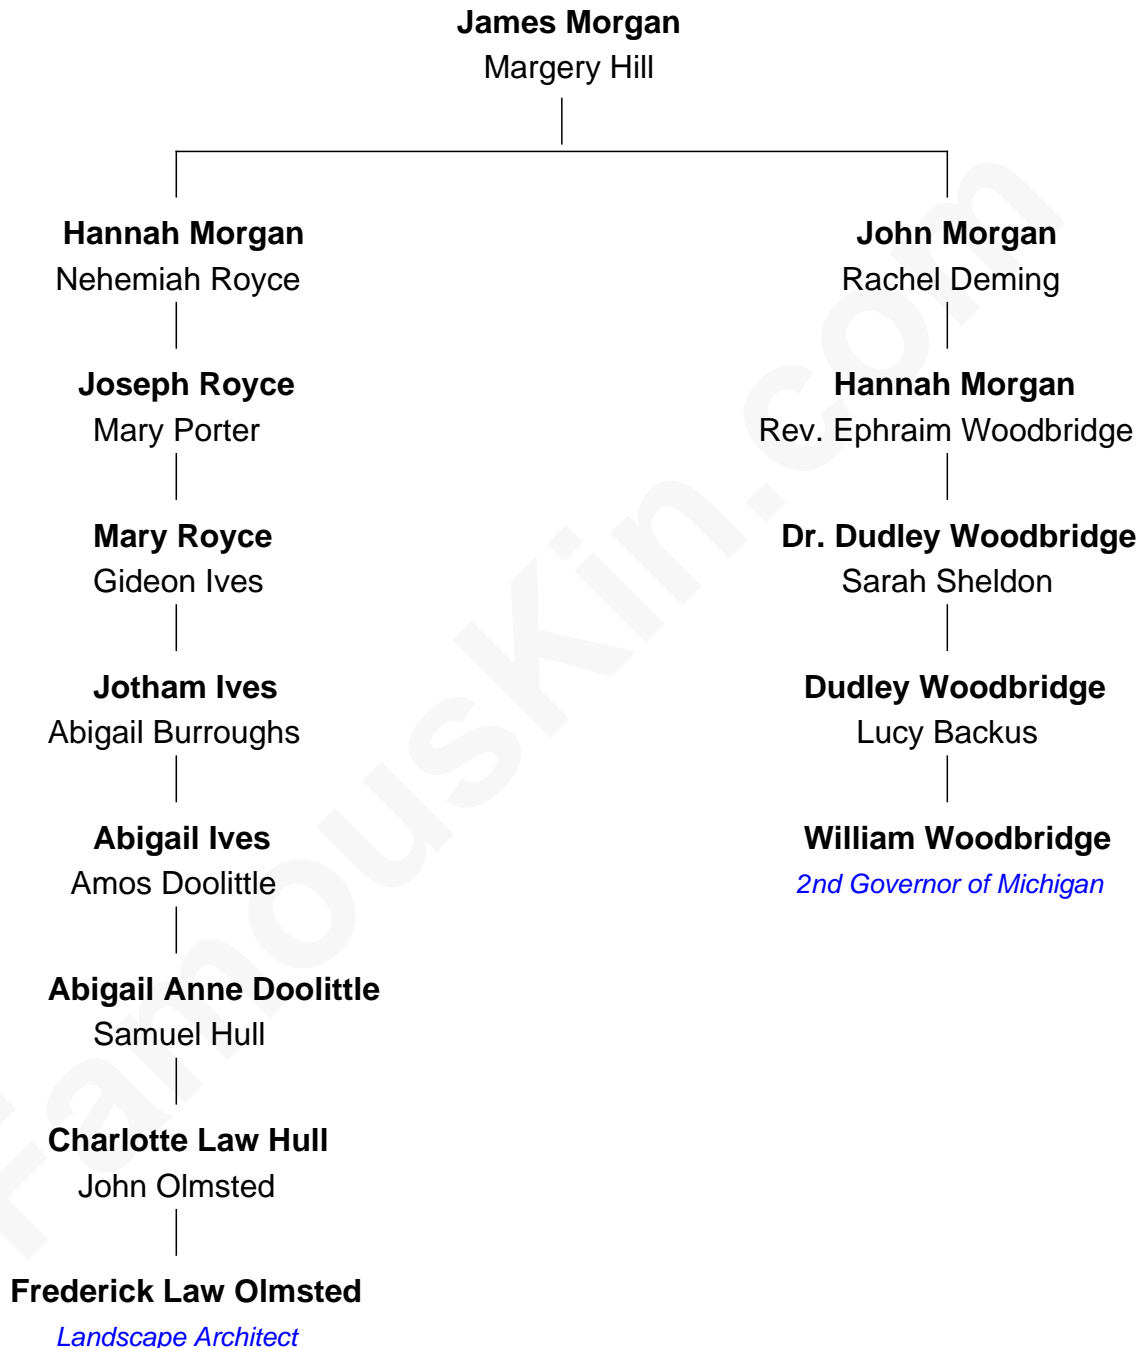 James Morgan
Margery Hill
Hannah Morgan
Nehemiah Royce
John Morgan
Rachel Deming
Joseph Royce
Mary Porter
Hannah Morgan
Rev. Ephraim Woodbridge
Mary Royce
Gideon Ives
Dr. Dudley Woodbridge
Sarah Sheldon
Jotham Ives
Abigail Burroughs
Dudley Woodbridge
Lucy Backus
Abigail Ives
Amos Doolittle
William Woodbridge
2nd Governor of Michigan
Abigail Anne Doolittle
Samuel Hull
Charlotte Law Hull
John Olmsted
Frederick Law Olmsted
Landscape Architect
FamousKin.com